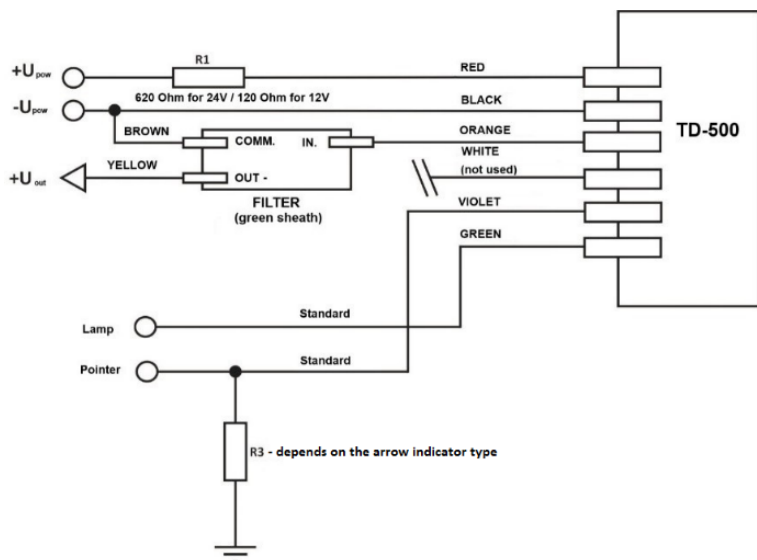 R1
+U pow
RED
620 Ohm for 24V / 120 Ohm for 12V
-U pow
BLACK
TD-500
BROWN
COMM.
IN.
ORANGE
WHITE
(not used)
YELLOW
+U out
OUT -
FILTER
(green sheath)
VIOLET
GREEN
Lamp
Standard
Pointer
Standard
R3 - depends on the arrow indicator type